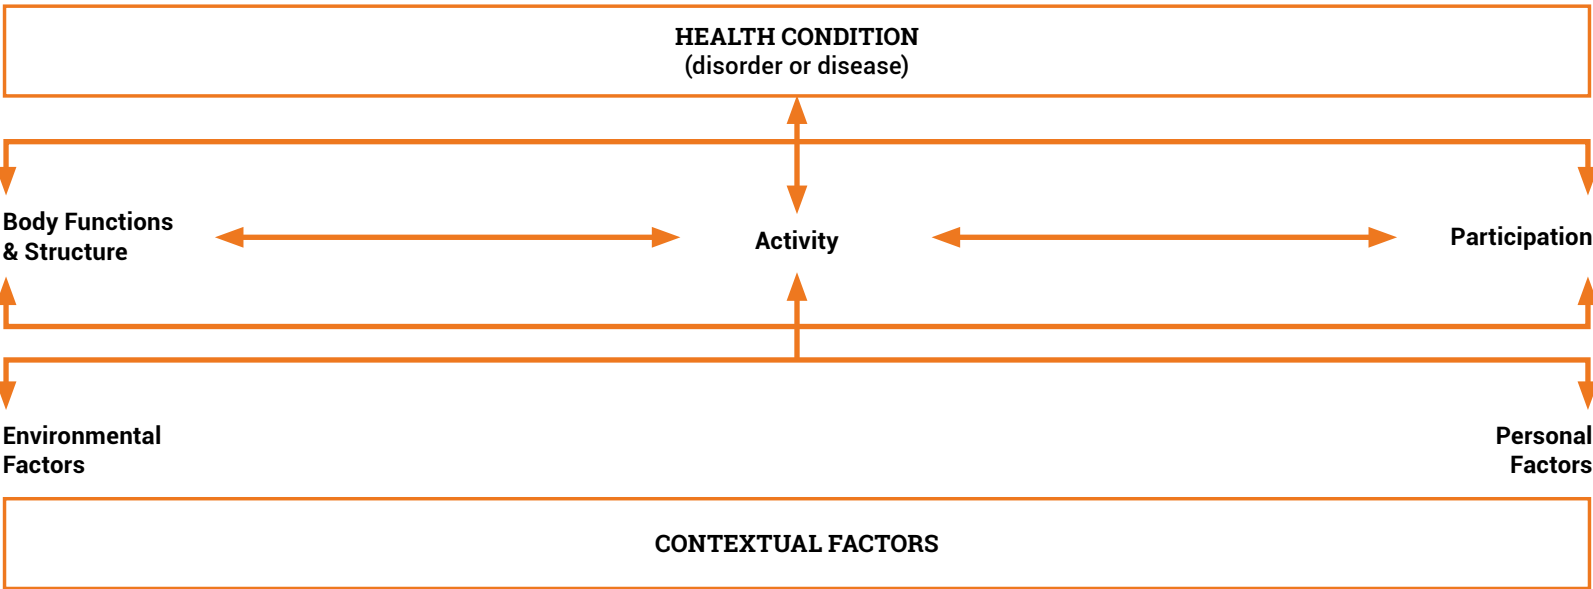 HEALTH CONDITION
(disorder or disease)
Body Functions
& Structure
Activity
Participation
Environmental
Factors
Personal
Factors
CONTEXTUAL FACTORS